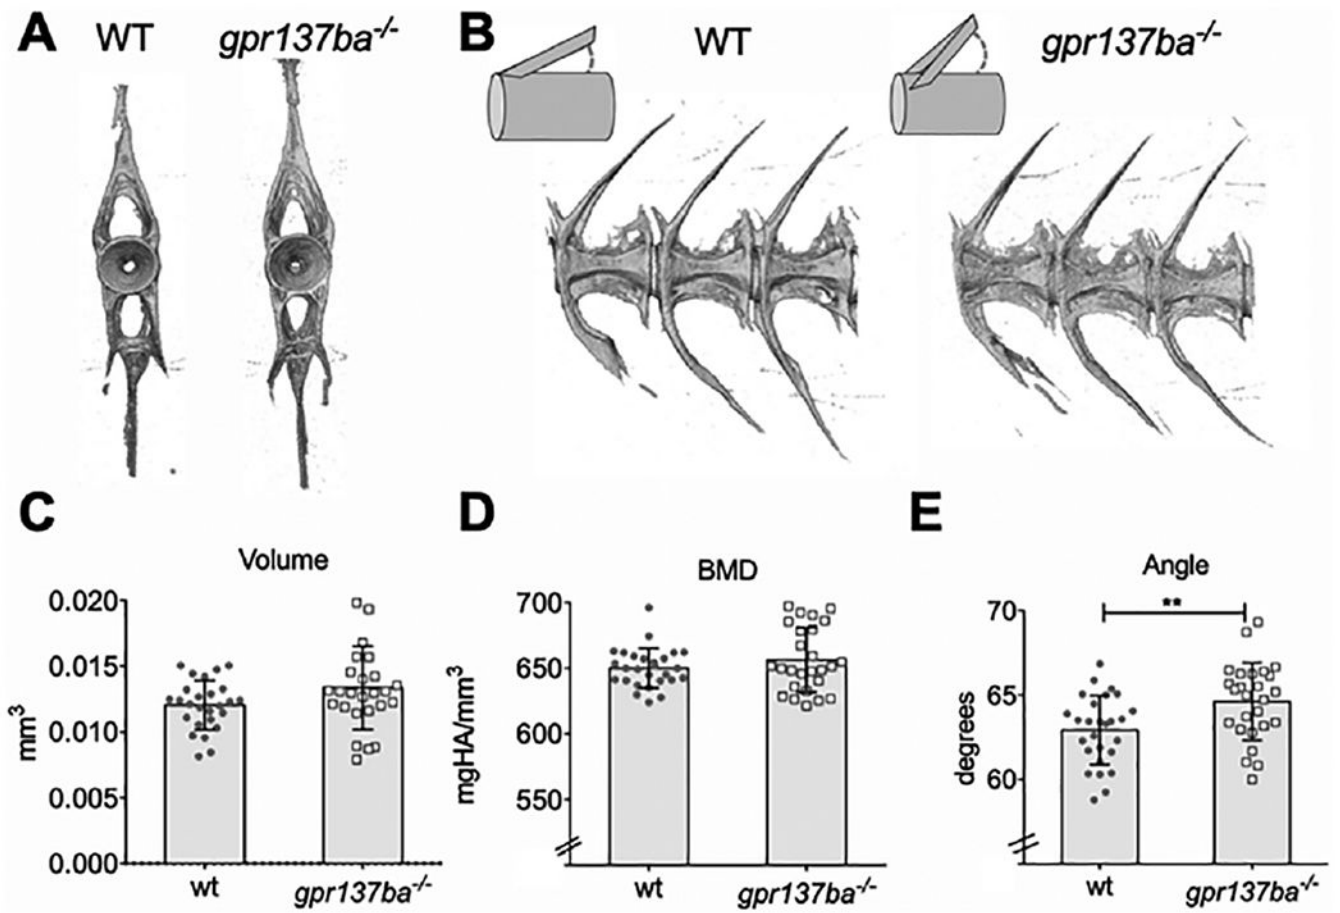 A WT gpr137ba-/- B WT gpr137ba-/-
C
Volume
mm³
0.020
0.015
0.010
0.005
0.000
wt gpr137ba-/-
D
BMD
mgHA/mm³
700
650
600
550
wt gpr137ba-/-
E
Angle
**
degrees
70
65
60
wt gpr137ba-/-